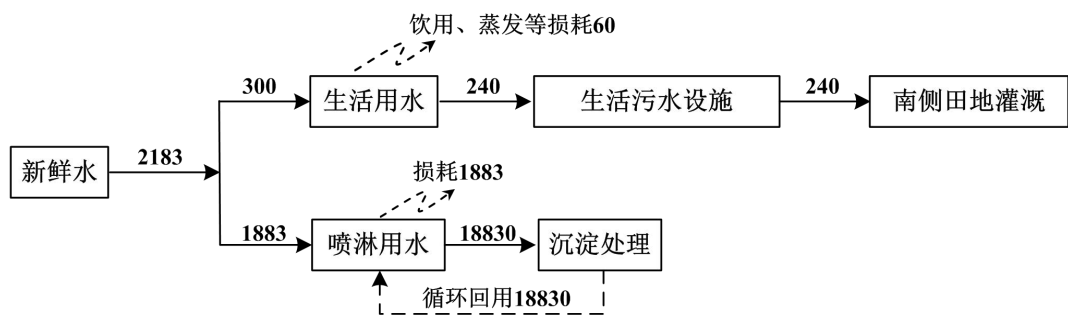 饮用、蒸发等损耗60
300
生活用水
240
生活污水设施
240
南侧田地灌溉
新鲜水
2183
损耗1883
1883
喷淋用水
18830
沉淀处理
循环回用18830